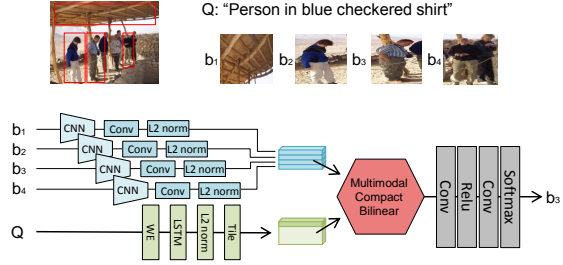 Q: “Person in blue checkered shirt”
b1 b2 b3 b4
b1 CNN Conv L2 norm
b2 CNN Conv L2 norm
b3 CNN Conv L2 norm
b4 CNN Conv L2 norm
Q WE LSTM L2 norm Tile
Multimodal
Compact
Bilinear
Conv Relu Conv Softmax b3